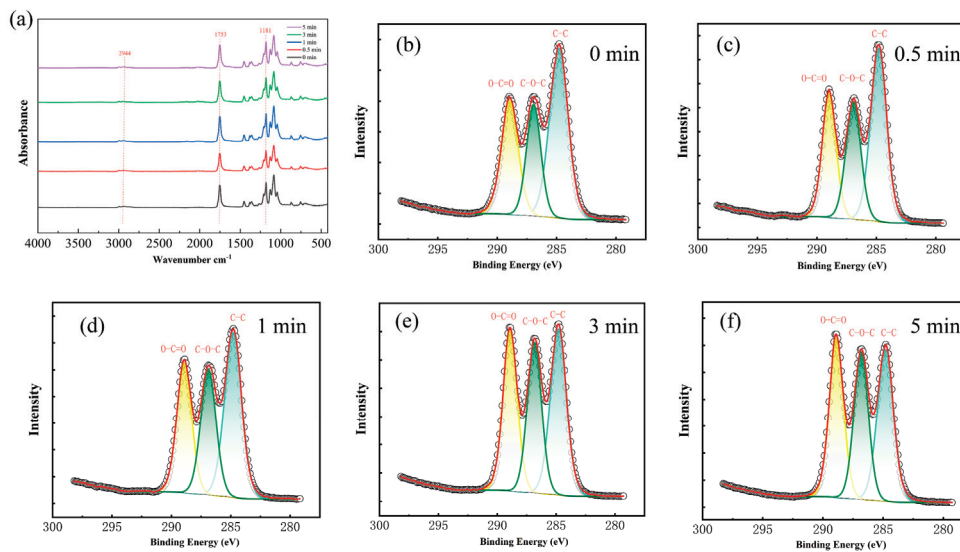 (a)
2944
1753
1181
5 min
3 min
1 min
0.5 min
0 min
Absorbance
4000 3000 2000 1000
Wavenumber cm⁻¹
(b)
0 min
O-C=O
C-O-C
C-C
Intensity
300 295 290 285 280
Binding Energy (eV)
(c)
0.5 min
O-C=O
C-O-C
C-C
Intensity
300 295 290 285 280
Binding Energy (eV)
(d)
1 min
O-C=O
C-O-C
C-C
Intensity
300 295 290 285 280
Binding Energy (eV)
(e)
3 min
O-C=O
C-O-C
C-C
Intensity
300 295 290 285 280
Binding Energy (eV)
(f)
5 min
O-C=O
C-O-C
C-C
Intensity
300 295 290 285 280
Binding Energy (eV)